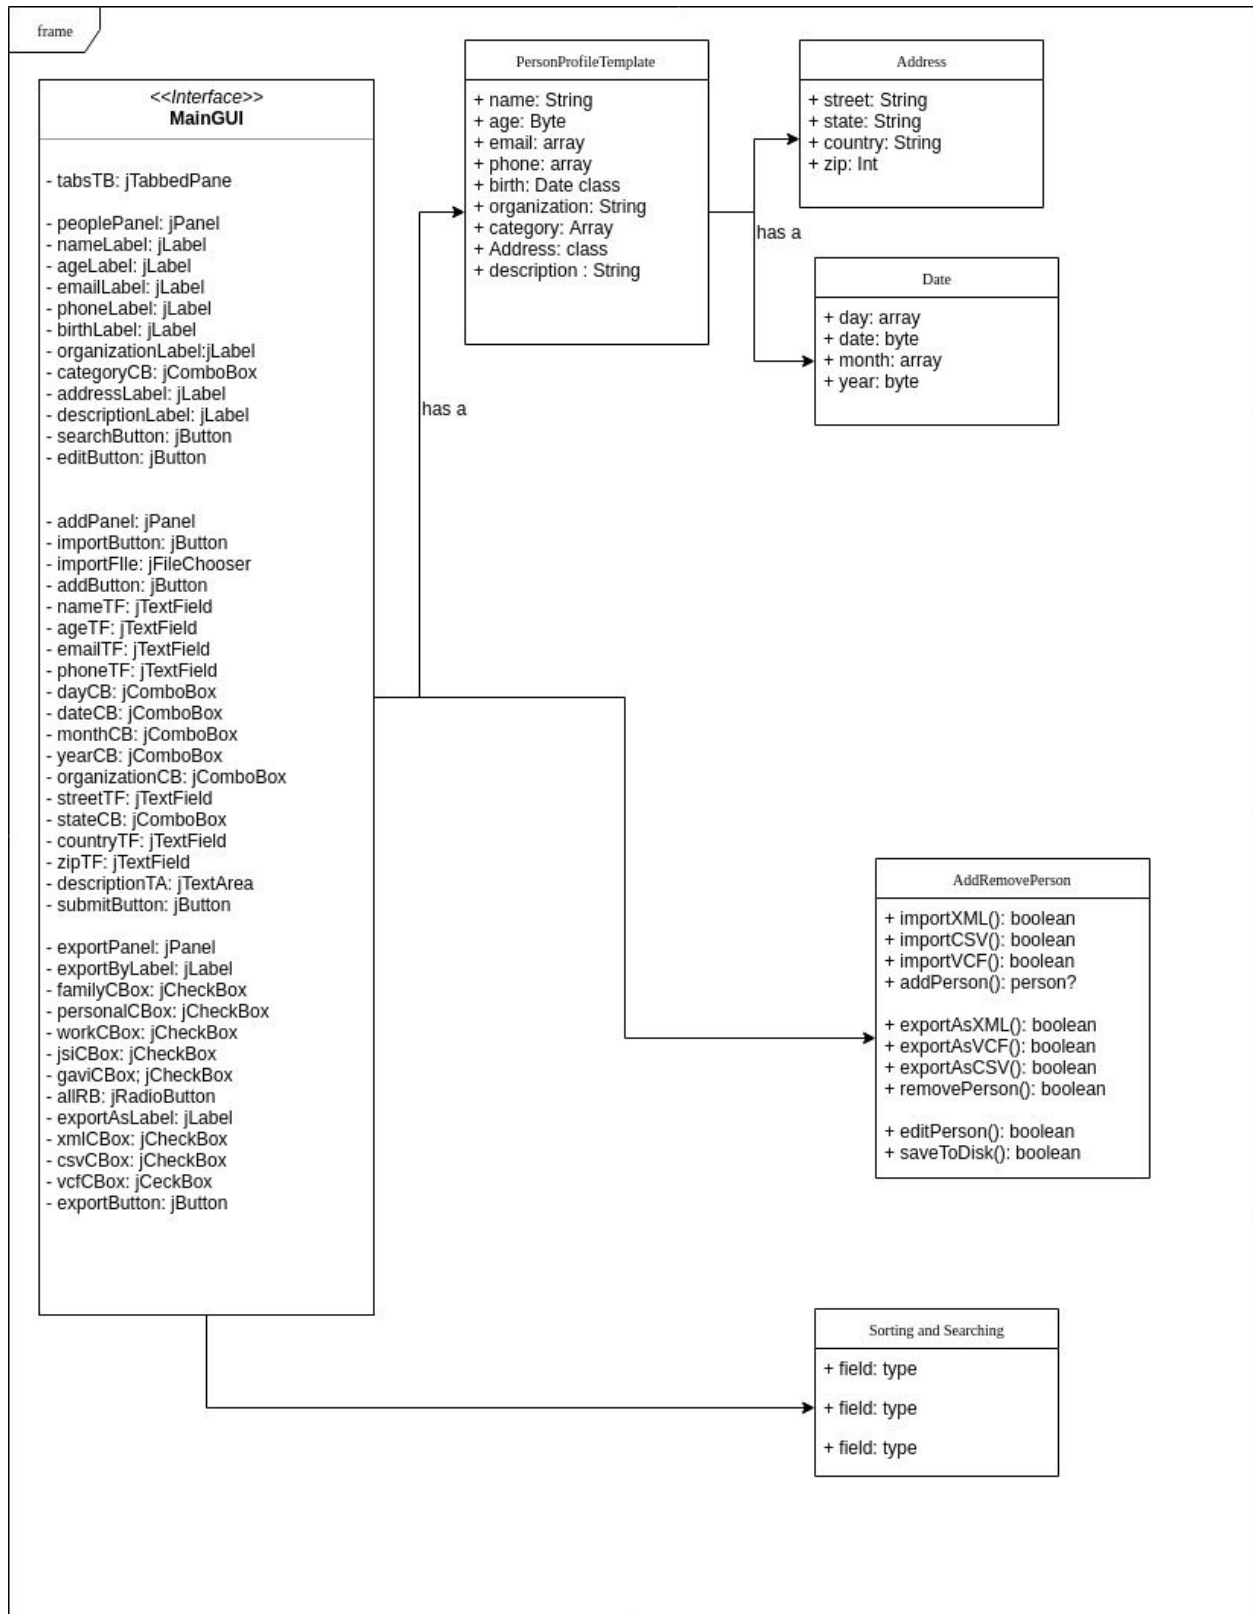 frame
<<Interface>>
MainGUI
- tabsTB: jTabbedPane
- peoplePanel: jPanel
- nameLabel: jLabel
- ageLabel: jLabel
- emailLabel: jLabel
- phoneLabel: jLabel
- birthLabel: jLabel
- organizationLabel:jLabel
- categoryCB: jComboBox
- addressLabel: jLabel
- descriptionLabel: jLabel
- searchButton: jButton
- editButton: jButton
- addPanel: jPanel
- importButton: jButton
- importFIle: jFileChooser
- addButton: jButton
- nameTF: jTextField
- ageTF: jTextField
- emailTF: jTextField
- phoneTF: jTextField
- dayCB: jComboBox
- dateCB: jComboBox
- monthCB: jComboBox
- yearCB: jComboBox
- organizationCB: jComboBox
- streetTF: jTextField
- stateCB: jComboBox
- countryTF: jTextField
- zipTF: jTextField
- descriptionTA: jTextArea
- submitButton: jButton
- exportPanel: jPanel
- exportByLabel: jLabel
- familyCBox: jCheckBox
- personalCBox: jCheckBox
- workCBox: jCheckBox
- jsiCBox: jCheckBox
- gaviCBox; jCheckBox
- allRB: jRadioButton
- exportAsLabel: jLabel
- xmlCBox: jCheckBox
- csvCBox: jCheckBox
- vcfCBox: jCeckBox
- exportButton: jButton
has a
PersonProfileTemplate
+ name: String
+ age: Byte
+ email: array
+ phone: array
+ birth: Date class
+ organization: String
+ category: Array
+ Address: class
+ description : String
has a
Address
+ street: String
+ state: String
+ country: String
+ zip: Int
Date
+ day: array
+ date: byte
+ month: array
+ year: byte
AddRemovePerson
+ importXML(): boolean
+ importCSV(): boolean
+ importVCF(): boolean
+ addPerson(): person?
+ exportAsXML(): boolean
+ exportAsVCF(): boolean
+ exportAsCSV(): boolean
+ removePerson(): boolean
+ editPerson(): boolean
+ saveToDisk(): boolean
Sorting and Searching
+ field: type
+ field: type
+ field: type